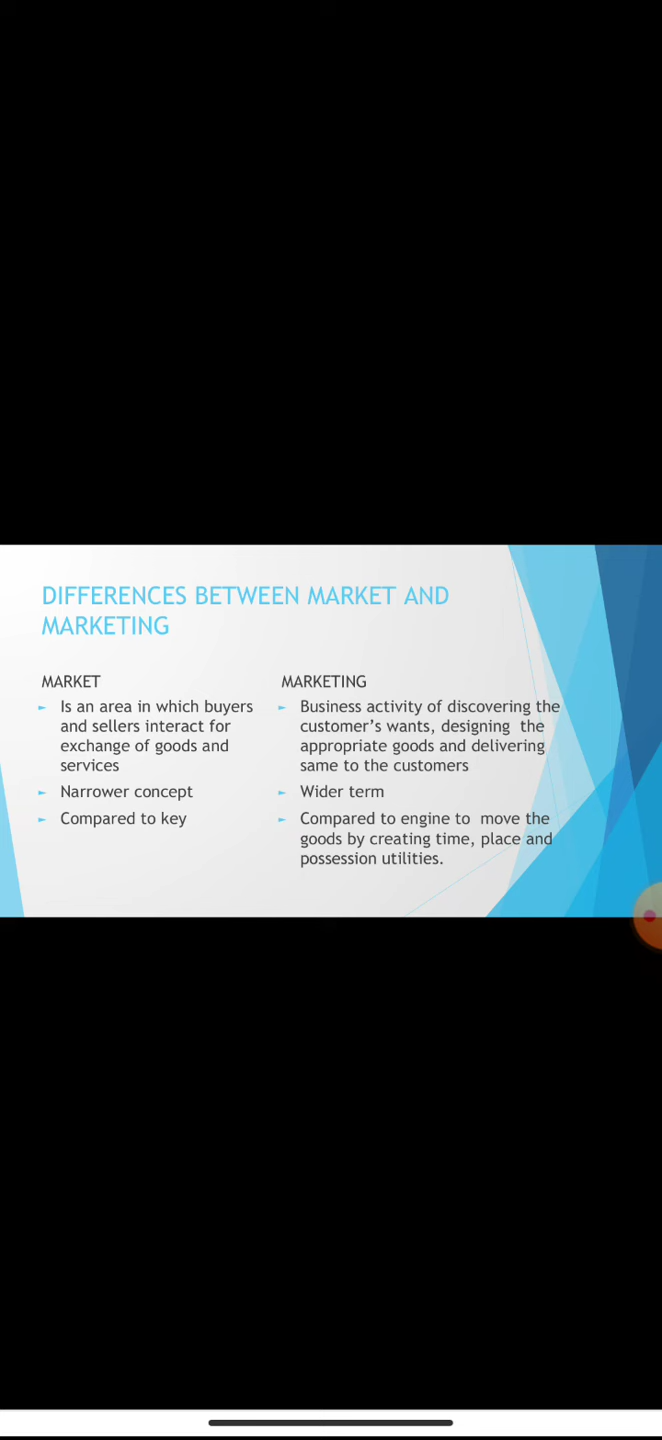 DIFFERENCES BETWEEN MARKET AND
MARKETING
MARKET
► Is an area in which buyers
and sellers interact for
exchange of goods and
services
► Narrower concept
► Compared to key
MARKETING
► Business activity of discovering the
customer's wants, designing the
appropriate goods and delivering
same to the customers
► Wider term
► Compared to engine to move the
goods by creating time, place and
possession utilities.